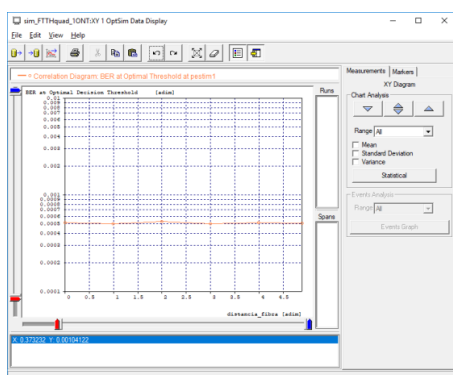 sim_FTTHquad_1ONT:XY 1 OptSim Data Display
File Edit View Help
= Correlation Diagram: BER at Optimal Threshold at pestim1
BER at Optimal Decision Threshold [adim]
0.01
0.009
0.008
0.007
0.006
0.005
0.004
0.003
0.002
0.001
0.0009
0.0008
0.0007
0.0006
0.0005
0.0004
0.0003
0.0002
0.0001
0 0.5 1 1.5 2 2.5 3 3.5 4 4.5
distancia_fibra [adim]
Runs
Spans
X: 0.373232 Y: 0.00104122
Measurements Markers
XY Diagram
Chart Analysis
Range All
Mean
Standard Deviation
Variance
Statistical
Events Analysis
Range All
Events Graph